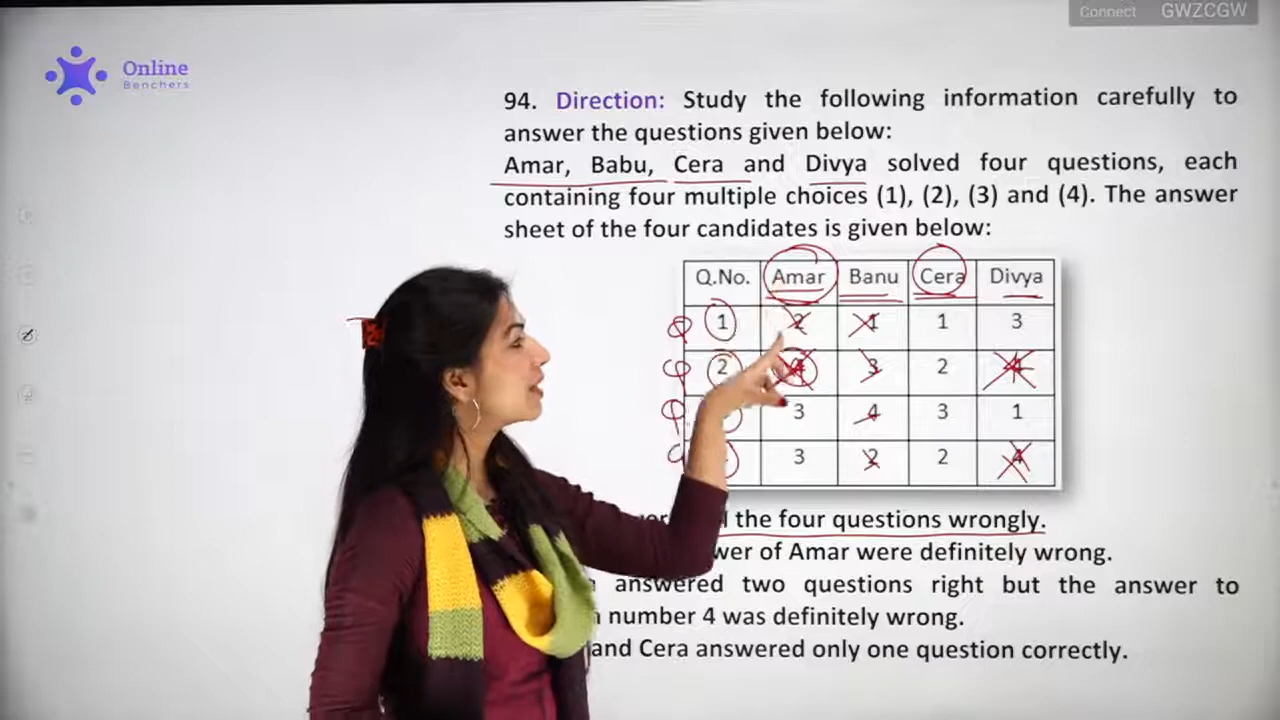 Connect GWZCGW
Online
Benchers
94. Direction: Study the following information carefully to
answer the questions given below:
Amar, Babu, Cera and Divya solved four questions, each
containing four multiple choices (1), (2), (3) and (4). The answer
sheet of the four candidates is given below:
Q.No. Amar Banu Cera Divya
1 2 1 1 3
2 4 3 2 4
3 4 3 1
3 2 2 4
the four questions wrongly.
of Amar were definitely wrong.
answered two questions right but the answer to
number 4 was definitely wrong.
and Cera answered only one question correctly.